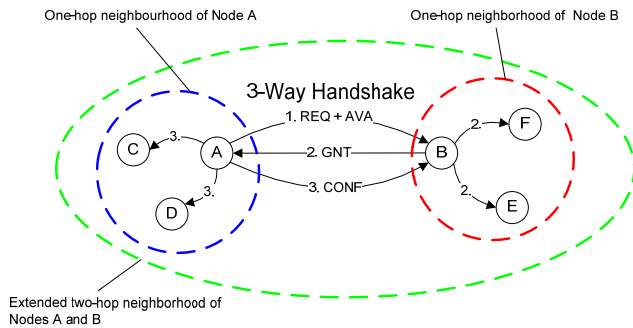 One-hop neighbourhood of Node A
One-hop neighborhood of Node B
3-Way Handshake
1. REQ + AVA
C
3.
A
2. GNT
B
2.
F
3.
3. CONF
2.
D
E
Extended two-hop neighborhood of
Nodes A and B